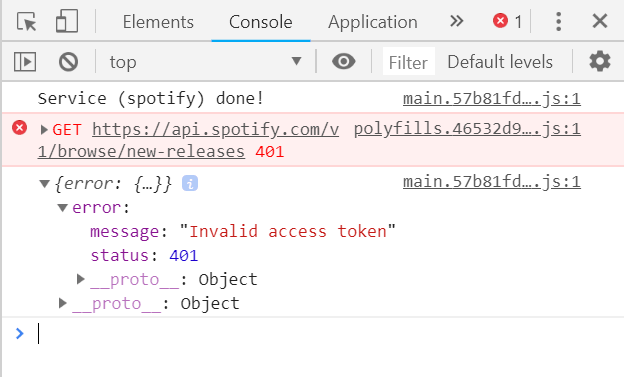 Elements Console Application » 1
top Filter Default levels
Service (spotify) done! main.57b81fd….js:1
GET https://api.spotify.com/v polyfills.46532d9….js:1
1/browse/new-releases 401
{error: {…}} i main.57b81fd….js:1
error:
message: "Invalid access token"
status: 401
__proto__: Object
__proto__: Object
>